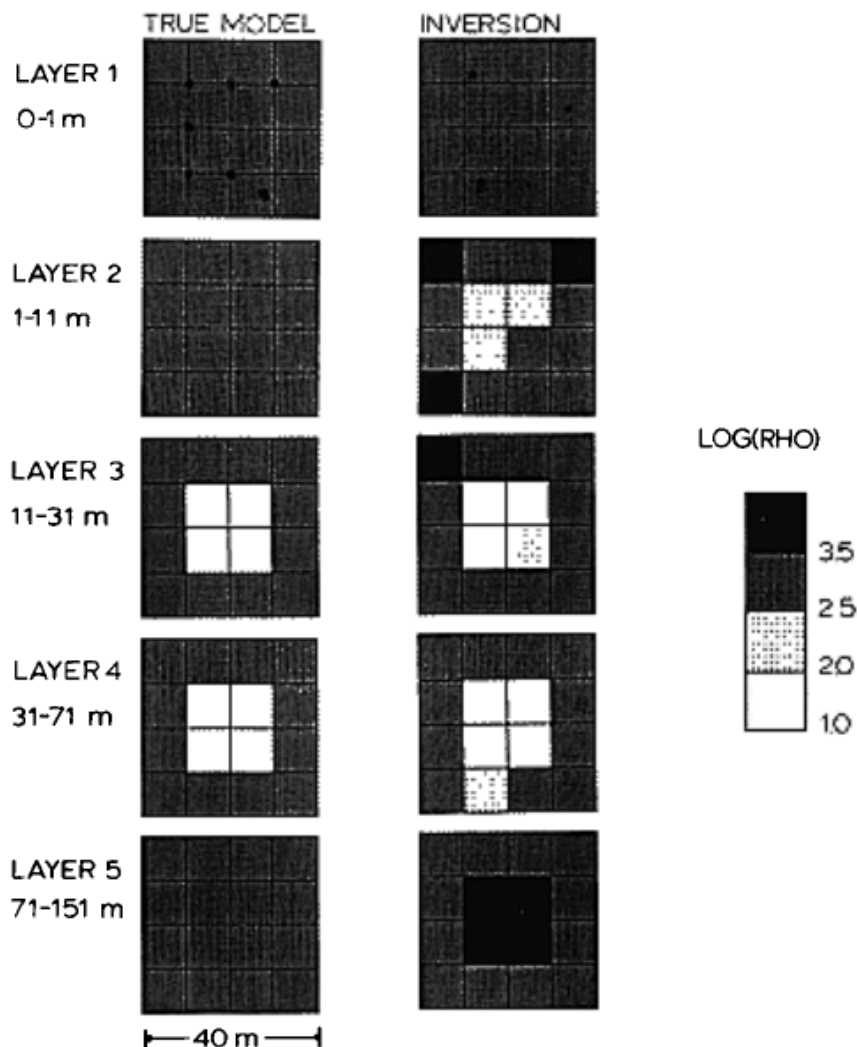 TRUE MODEL
INVERSION
LAYER 1
0-1 m
LAYER 2
1-11 m
LAYER 3
11-31 m
LAYER 4
31-71 m
LAYER 5
71-151 m
LOG(RHO)
3.5
2.5
2.0
1.0
40 m